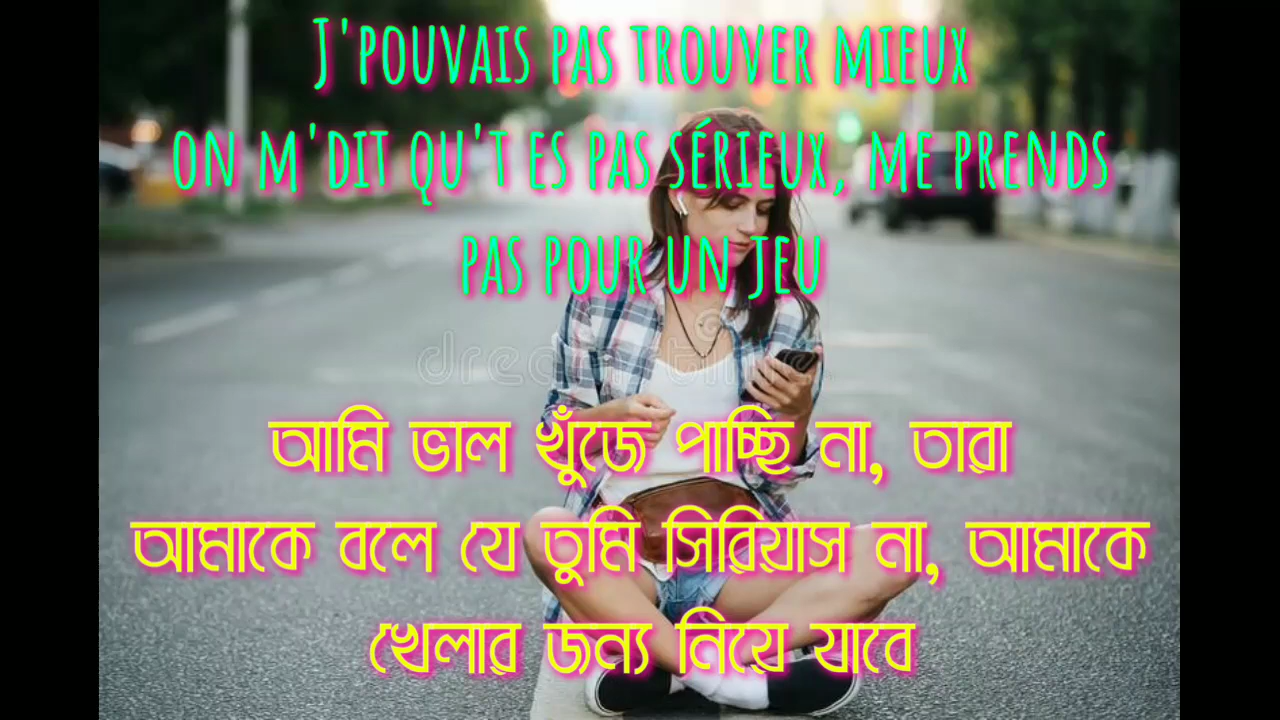 J'pouvais pas trouver mieux
on m'dit qu't es pas sérieux, me prends
pas pour un jeu
dreamstime
আমি ভাল খুঁজে পাচ্ছি না, তারা
আমাকে বলে যে তুমি সিরিয়াস না, আমাকে
খেলার জন্য নিয়ে যাবে